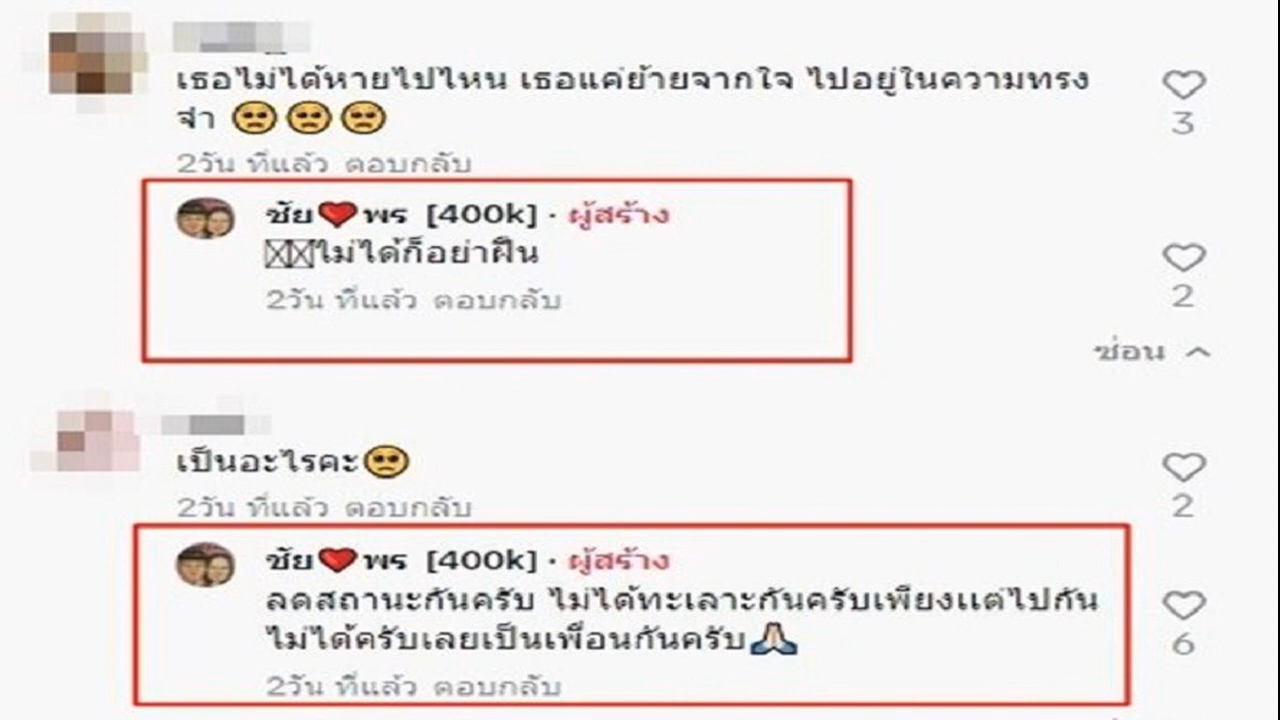 เธอไม่ได้หายไปไหน เธอแค่ย้ายจากใจ ไปอยู่ในความทรง
จำ 🥺🥺🥺
3
2วัน ที่แล้ว ตอบกลับ
ชัย❤️พร [400k] · ผู้สร้าง
ไม่ได้ก็อย่าฝืน
2
2วัน ที่แล้ว ตอบกลับ
ซ่อน ^
เป็นอะไรคะ🥺
2
2วัน ที่แล้ว ตอบกลับ
ชัย❤️พร [400k] · ผู้สร้าง
ลดสถานะกันครับ ไม่ได้ทะเลาะกันครับเพียงแต่ไปกัน
ไม่ได้ครับเลยเป็นเพื่อนกันครับ🙏🏻
6
2วัน ที่แล้ว ตอบกลับ